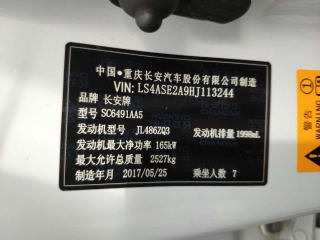 中国●重庆长安汽车股份有限公司制造
VIN: LS4ASE2A9HJ113244
品牌 长安牌
型号 SC6491AA5
发动机型号 JL486ZQ3 发动机排量 1998mL
发动机最大净功率 165kW
最大允许总质量 2527kg
制造年月 2017/05/25 乘坐人数 7
警告